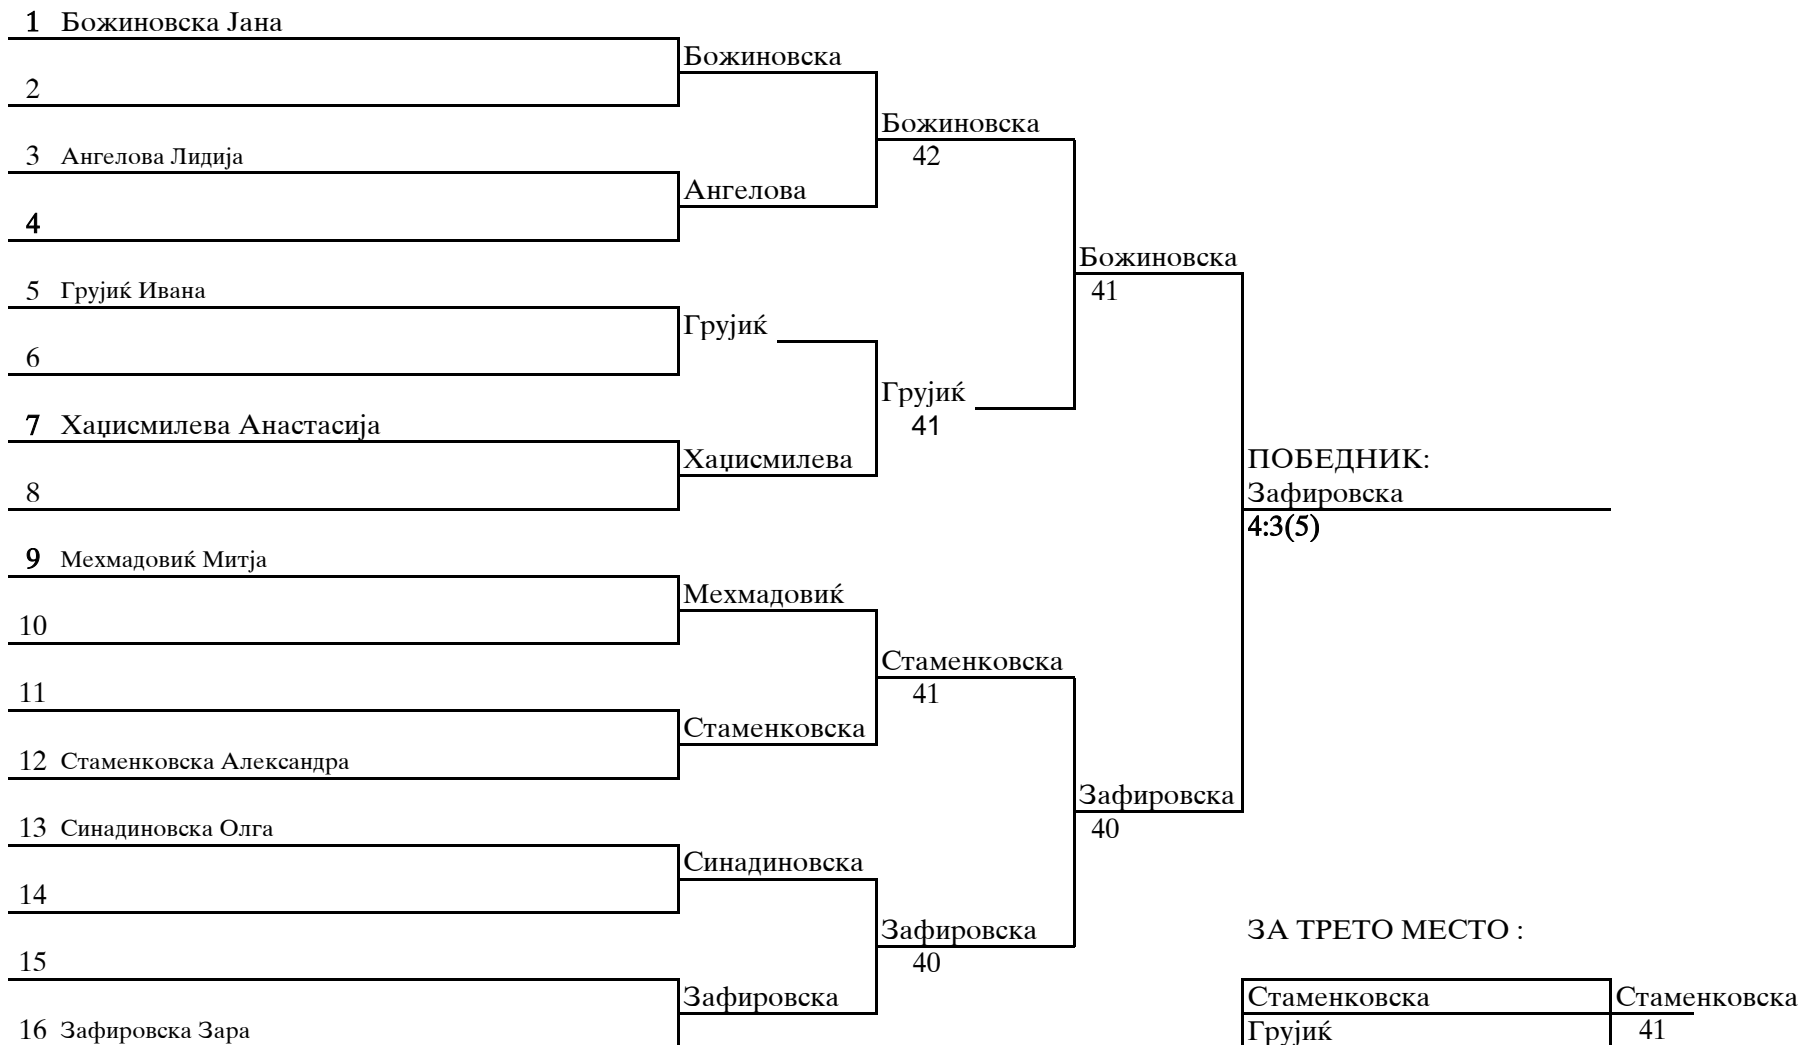 1 Божиновска Јана
Божиновска
2
Божиновска
3 Ангелова Лидија
42
Ангелова
4
Божиновска
5 Грујиќ Ивана
41
Грујиќ
6
Грујиќ
7 Хаџисмилева Анастасија
41
Хаџисмилева
ПОБЕДНИК:
8
Зафировска
4:3(5)
9 Мехмадовиќ Митја
Мехмадовиќ
10
Стаменковска
11
41
Стаменковска
12 Стаменковска Александра
Зафировска
13 Синадиновска Олга
40
Синадиновска
14
Зафировска
ЗА ТРЕТО МЕСТО :
15
40
Зафировска
Стаменковска
Стаменковска
16 Зафировска Зара
Грујиќ
41